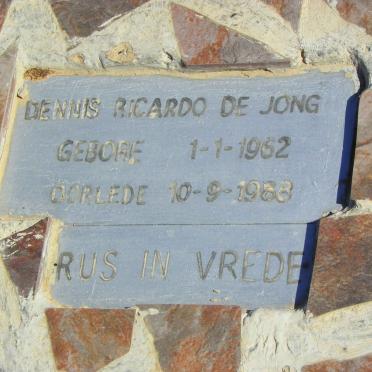 DENNIS RICARDO DE JONG
GEBORE 1-1-1962
OORLEDE 10-9-1988
RUS IN VREDE